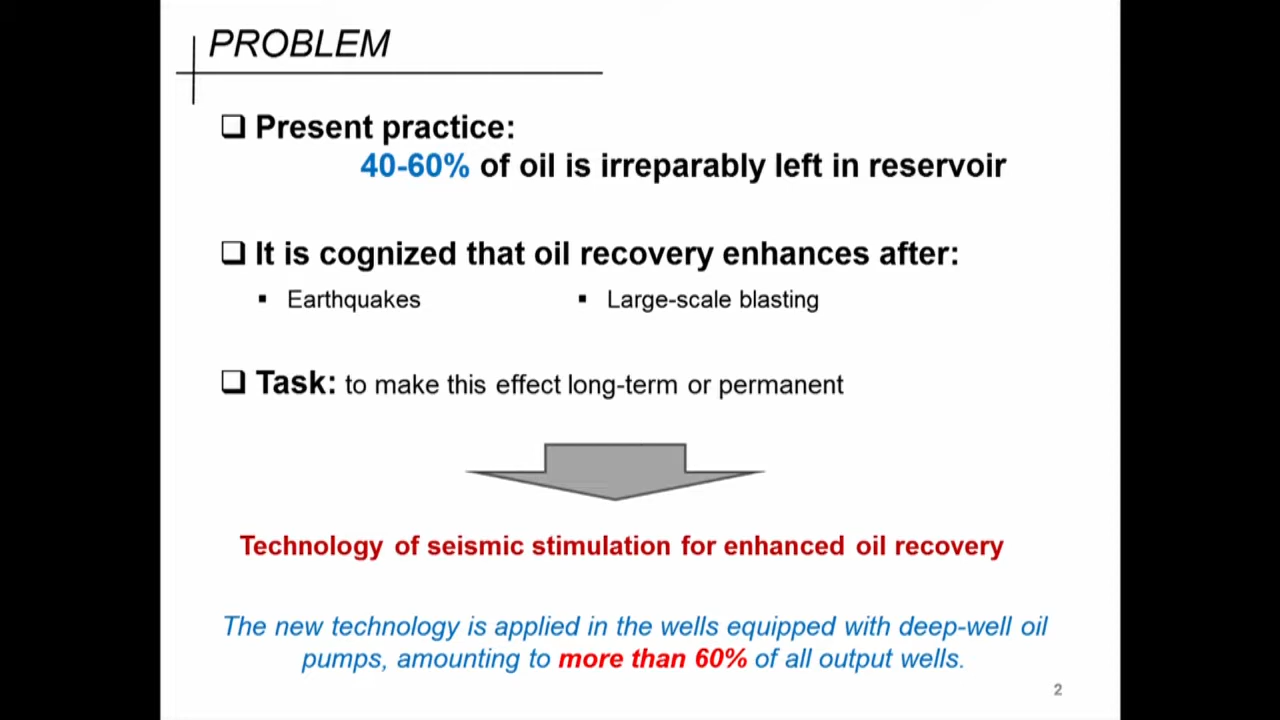 PROBLEM
Present practice:
40-60% of oil is irreparably left in reservoir
It is cognized that oil recovery enhances after:
Earthquakes
Large-scale blasting
Task: to make this effect long-term or permanent
Technology of seismic stimulation for enhanced oil recovery
The new technology is applied in the wells equipped with deep-well oil
pumps, amounting to more than 60% of all output wells.
2